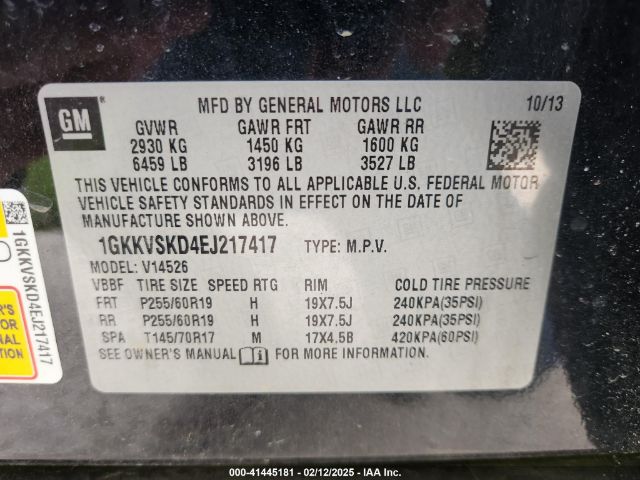 GM ®
MFD BY GENERAL MOTORS LLC 10/13
GVWR GAWR FRT GAWR RR
2930 KG 1450 KG 1600 KG
6459 LB 3196 LB 3527 LB
THIS VEHICLE CONFORMS TO ALL APPLICABLE U.S. FEDERAL MOTOR
VEHICLE SAFETY STANDARDS IN EFFECT ON THE DATE OF
MANUFACTURE SHOWN ABOVE.
1GKKVSKD4EJ217417 TYPE: M.P.V.
MODEL: V14526
VBBF TIRE SIZE SPEED RTG RIM COLD TIRE PRESSURE
FRT P255/60R19 H 19X7.5J 240KPA(35PSI)
RR P255/60R19 H 19X7.5J 240KPA(35PSI)
SPA T145/70R17 M 17X4.5B 420KPA(60PSI)
SEE OWNER'S MANUAL i FOR MORE INFORMATION.
1GKKVSKD4EJ217417
000-41445181 - 02/12/2025 - IAA Inc.